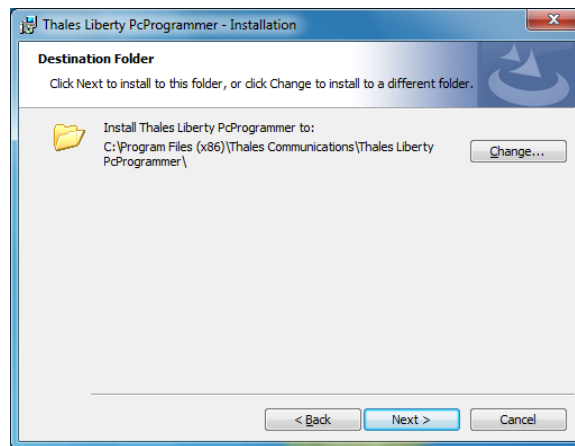 Thales Liberty PcProgrammer - Installation
Destination Folder
Click Next to install to this folder, or click Change to install to a different folder.
Install Thales Liberty PcProgrammer to:
C:\Program Files (x86)\Thales Communications\Thales Liberty
PcProgrammer\
Change...
< Back
Next >
Cancel